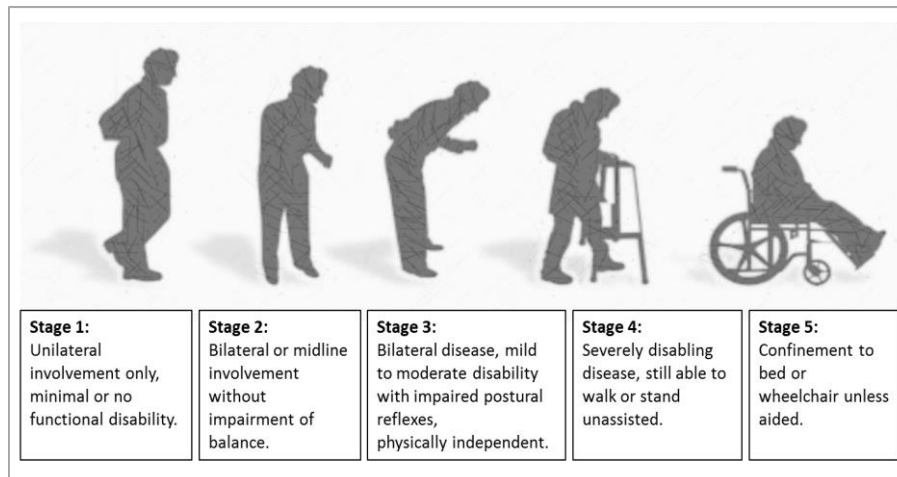 Stage 1:
Unilateral
involvement only,
minimal or no
functional disability.
Stage 2:
Bilateral or midline
involvement
without
impairment of
balance.
Stage 3:
Bilateral disease, mild
to moderate disability
with impaired postural
reflexes,
physically independent.
Stage 4:
Severely disabling
disease, still able to
walk or stand
unassisted.
Stage 5:
Confinement to
bed or
wheelchair unless
aided.